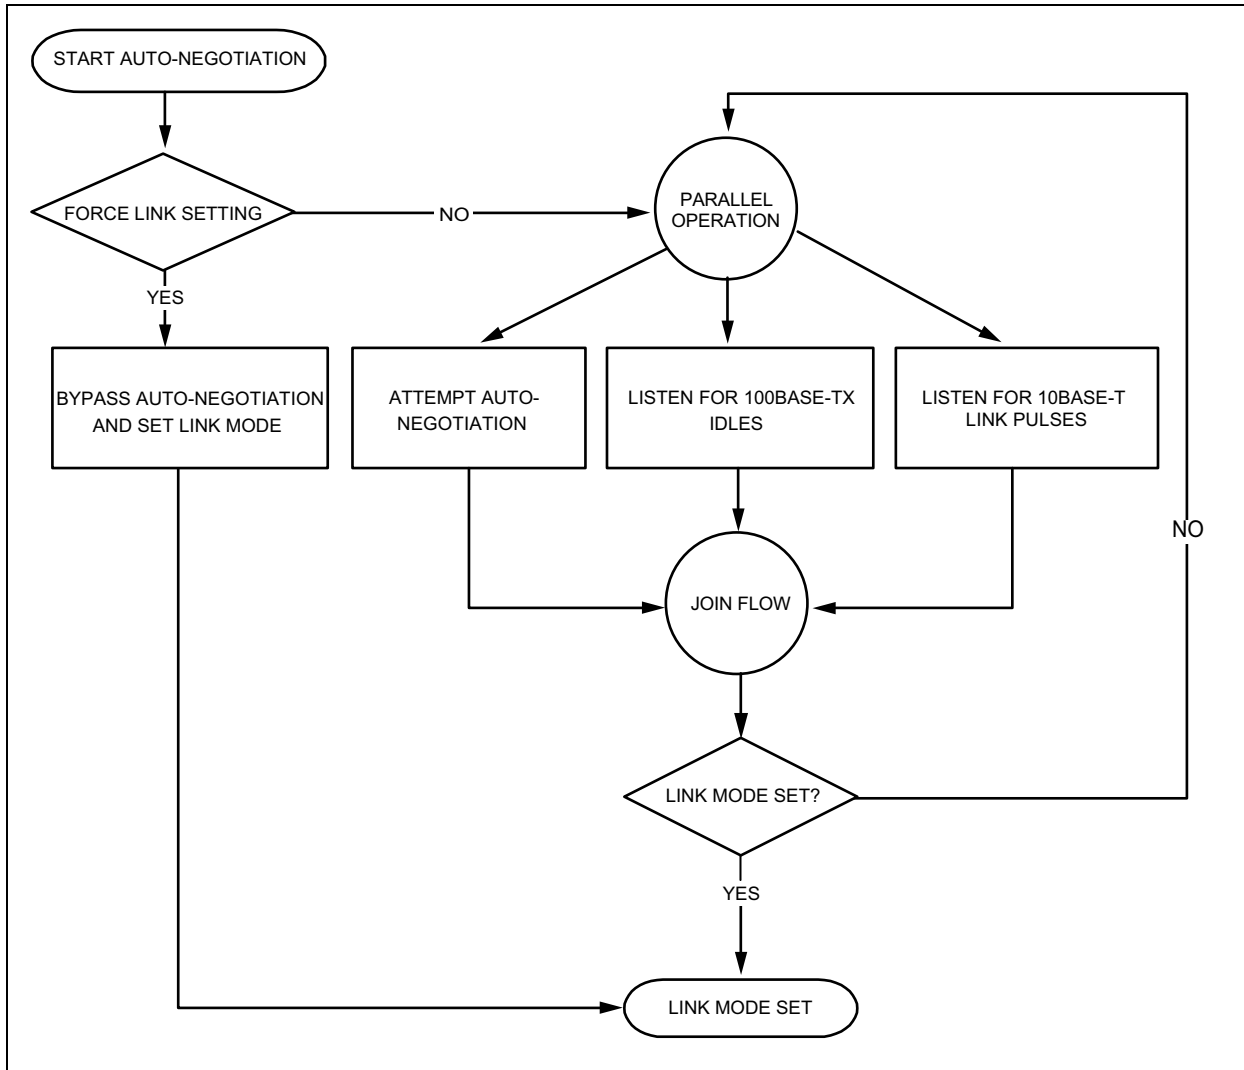 START AUTO-NEGOTIATION
FORCE LINK SETTING
NO
PARALLEL
OPERATION
YES
BYPASS AUTO-NEGOTIATION
AND SET LINK MODE
ATTEMPT AUTO-
NEGOTIATION
LISTEN FOR 100BASE-TX
IDLES
LISTEN FOR 10BASE-T
LINK PULSES
NO
JOIN FLOW
LINK MODE SET?
YES
LINK MODE SET